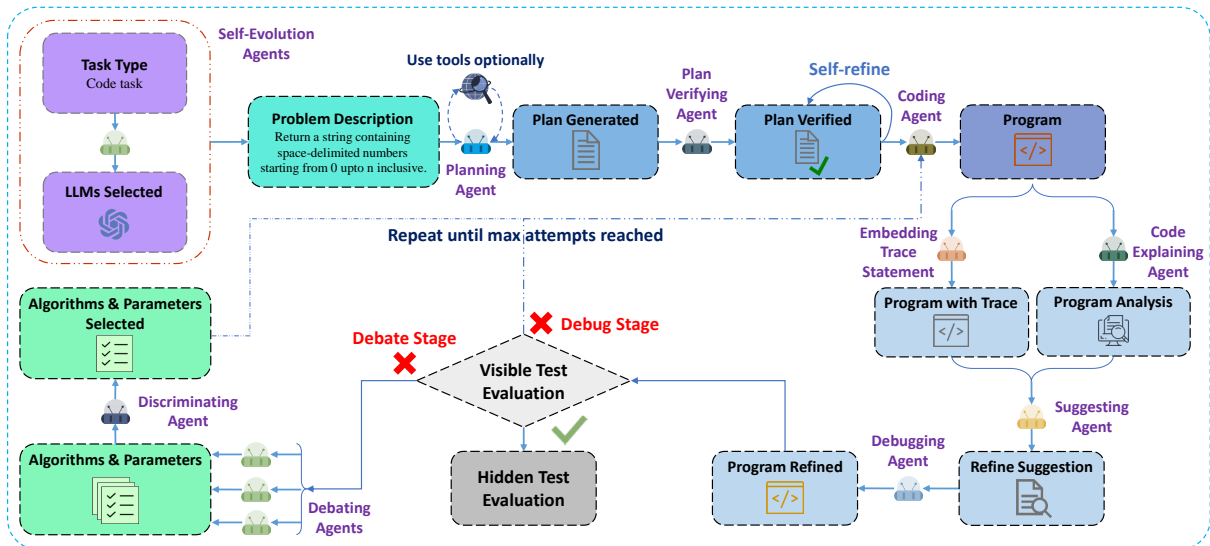 Self-Evolution
Agents
Task Type
Code task
LLMs Selected
Use tools optionally
Problem Description
Return a string containing
space-delimited numbers
starting from 0 upto n inclusive.
Planning
Agent
Plan Generated
Plan
Verifying
Agent
Self-refine
Plan Verified
Coding
Agent
Program
</>
Repeat until max attempts reached
Embedding
Trace
Statement
Code
Explaining
Agent
Program with Trace
</>
Program Analysis
Algorithms & Parameters
Selected
Debate Stage
Debug Stage
Visible Test
Evaluation
Discriminating
Agent
Suggesting
Agent
Algorithms & Parameters
Debating
Agents
Hidden Test
Evaluation
Program Refined
</>
Debugging
Agent
Refine Suggestion